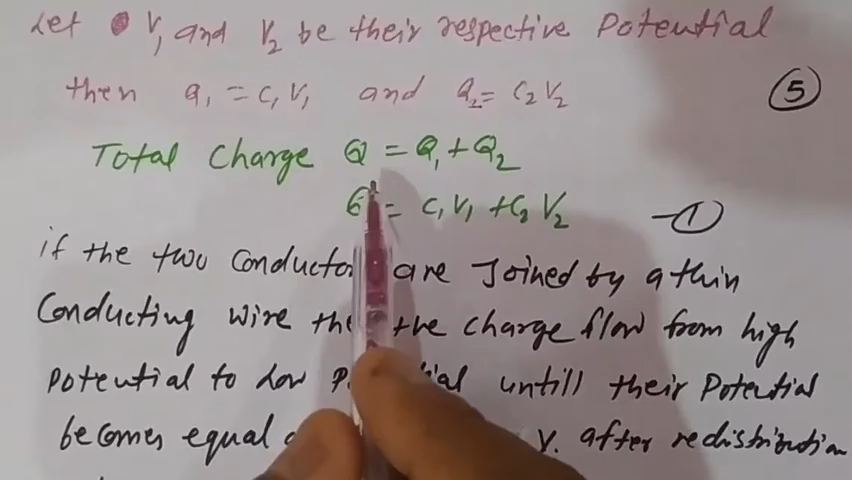 Let V₁ and V₂ be their respective Potential
then Q₁ = C₁V₁ and Q₂ = C₂V₂
⑤
Total Charge Q = Q₁ + Q₂
= C₁V₁ + C₂V₂ —①
if the two Conductor are Joined by a thin
Conducting wire the the charge flow from high
Potential to Low untill their Potential
becomes equal V. after redistribution